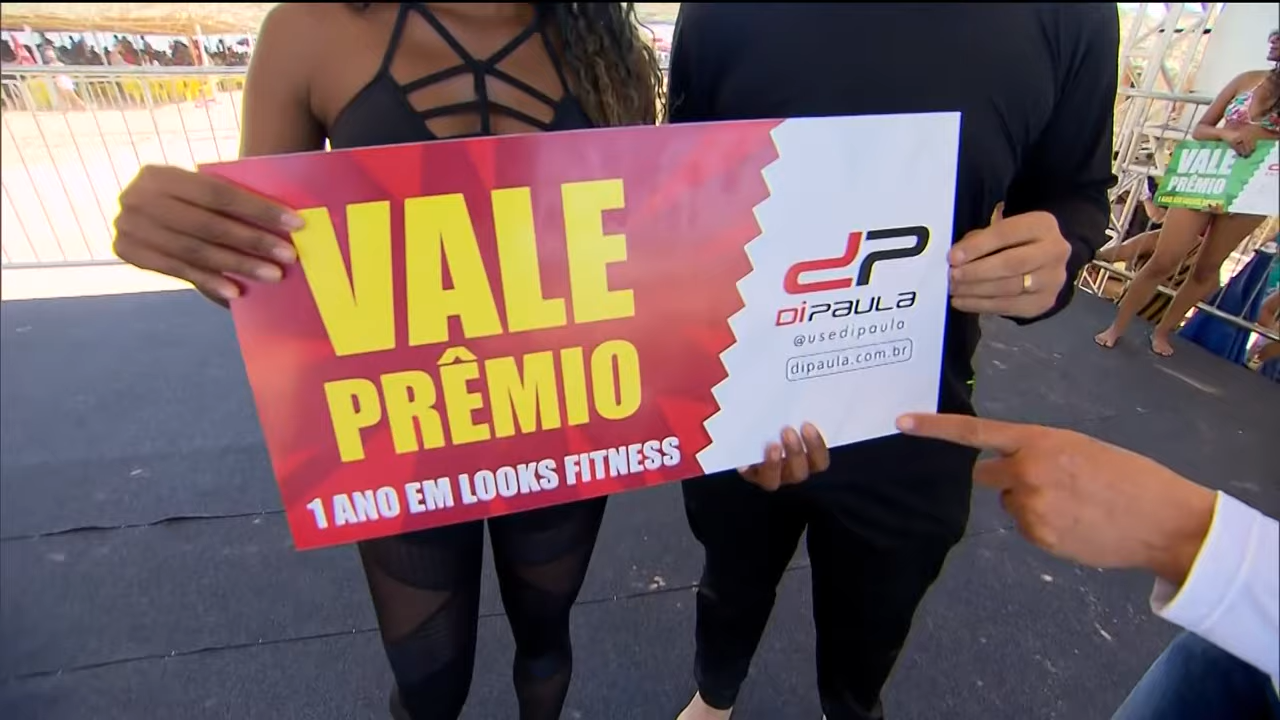 VALE
PRÊMIO
1 ANO EM LOOKS FITNESS
dP
DiPAULA
@usedipaula
dipaula.com.br
VALE
PRÊMIO